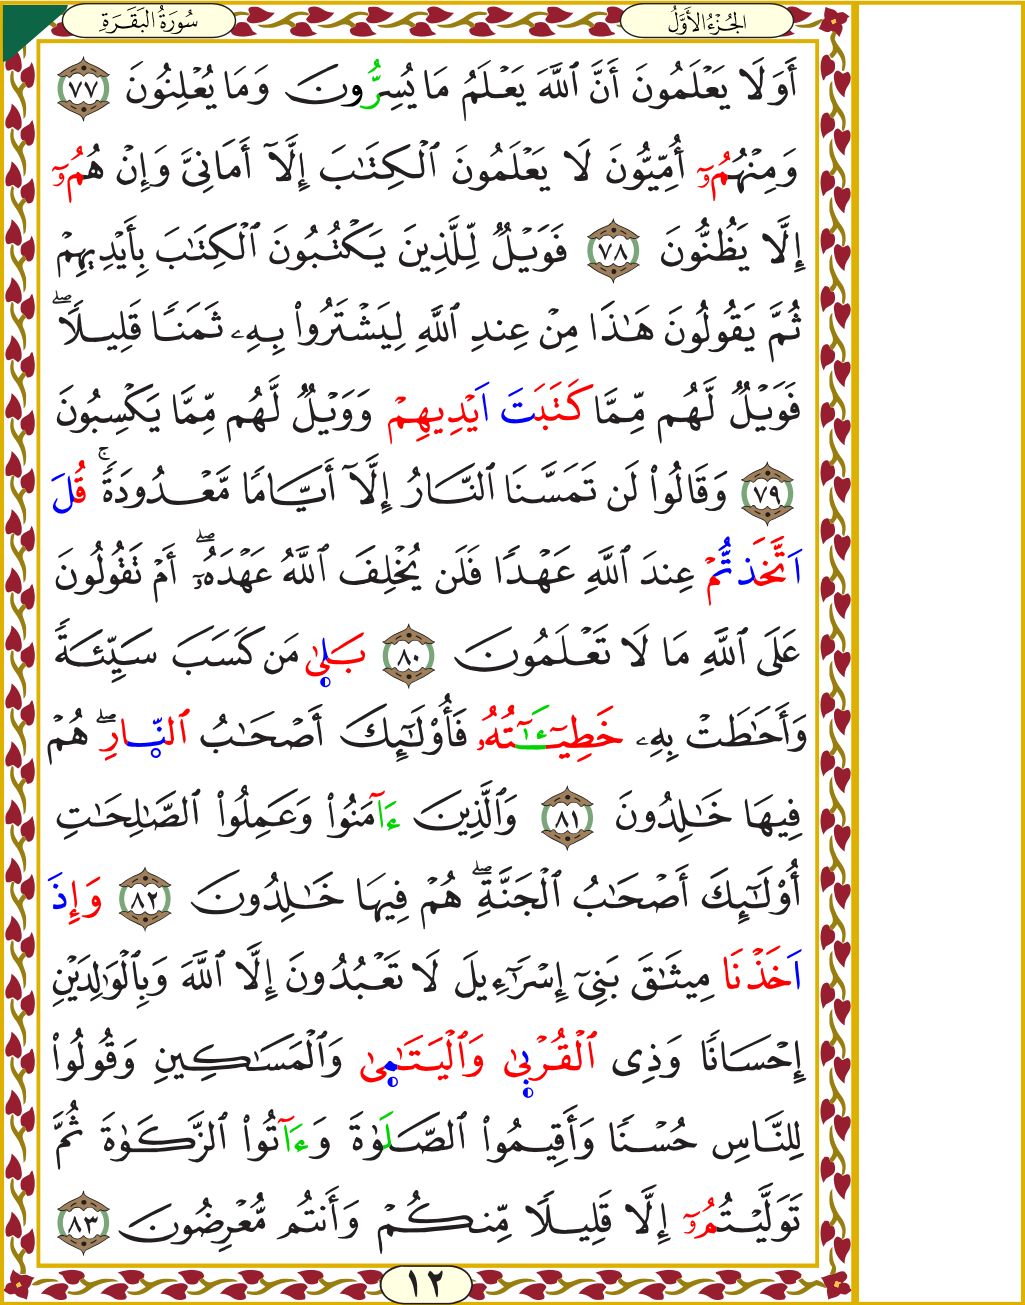 الجُزْءُ الأَوَّلُ
سُورَةُ البَقَرَةِ
أَوَلَا يَعْلَمُونَ أَنَّ ٱللَّهَ يَعْلَمُ مَا يُسِرُّونَ وَمَا يُعْلِنُونَ ٧٧
وَمِنْهُمُۥٓ أُمِّيُّونَ لَا يَعْلَمُونَ ٱلْكِتَٰبَ إِلَّآ أَمَانِيَّ وَإِنْ هُمُۥٓ
إِلَّا يَظُنُّونَ ٧٨ فَوَيْلٌ لِّلَّذِينَ يَكْتُبُونَ ٱلْكِتَٰبَ بِأَيْدِيهِمْ
ثُمَّ يَقُولُونَ هَٰذَا مِنْ عِندِ ٱللَّهِ لِيَشْتَرُوا۟ بِهِۦ ثَمَنًا قَلِيلًاۖ
فَوَيْلٌ لَّهُم مِّمَّا كَتَبَتَ اَيْدِيهِمْ وَوَيْلٌ لَّهُم مِّمَّا يَكْسِبُونَ
٧٩ وَقَالُوا۟ لَن تَمَسَّنَا ٱلنَّارُ إِلَّآ أَيَّامًا مَّعْدُودَةًۚ قُلَ
اَتَّخَذتُّمْ عِندَ ٱللَّهِ عَهْدًا فَلَن يُخْلِفَ ٱللَّهُ عَهْدَهُۥٓۖ أَمْ تَقُولُونَ
عَلَى ٱللَّهِ مَا لَا تَعْلَمُونَ ٨٠ بَلٜىٰ مَن كَسَبَ سَيِّئَةً
وَأَحَٰطَتْ بِهِۦ خَطِيٓـَٔٓـٰتُهُۥ فَأُو۟لَٰٓئِكَ أَصْحَٰبُ ٱلنّ۪ارِۖ هُمْ
فِيهَا خَٰلِدُونَ ٨١ وَٱلَّذِينَ ءَآمَنُوا۟ وَعَمِلُوا۟ ٱلصَّٰلِحَٰتِ
أُو۟لَٰٓئِكَ أَصْحَٰبُ ٱلْجَنَّةِۖ هُمْ فِيهَا خَٰلِدُونَ ٨٢ وَإِذَ
اَخَذْنَا مِيثَٰقَ بَنِىٓ إِسْرَٰٓءِيلَ لَا تَعْبُدُونَ إِلَّا ٱللَّهَ وَبِٱلْوَٰلِدَيْنِ
إِحْسَانًا وَذِى ٱلْقُرْبٜىٰ وَٱلْيَتَٰمٜىٰ وَٱلْمَسَٰكِينِ وَقُولُوا۟
لِلنَّاسِ حُسْنًا وَأَقِيمُوا۟ ٱلصَّلَوٰةَ وَءَآتُوا۟ ٱلزَّكَوٰةَ ثُمَّ
تَوَلَّيْتُمُۥٓ إِلَّا قَلِيلًا مِّنكُمْ وَأَنتُم مُّعْرِضُونَ ٨٣
١٢